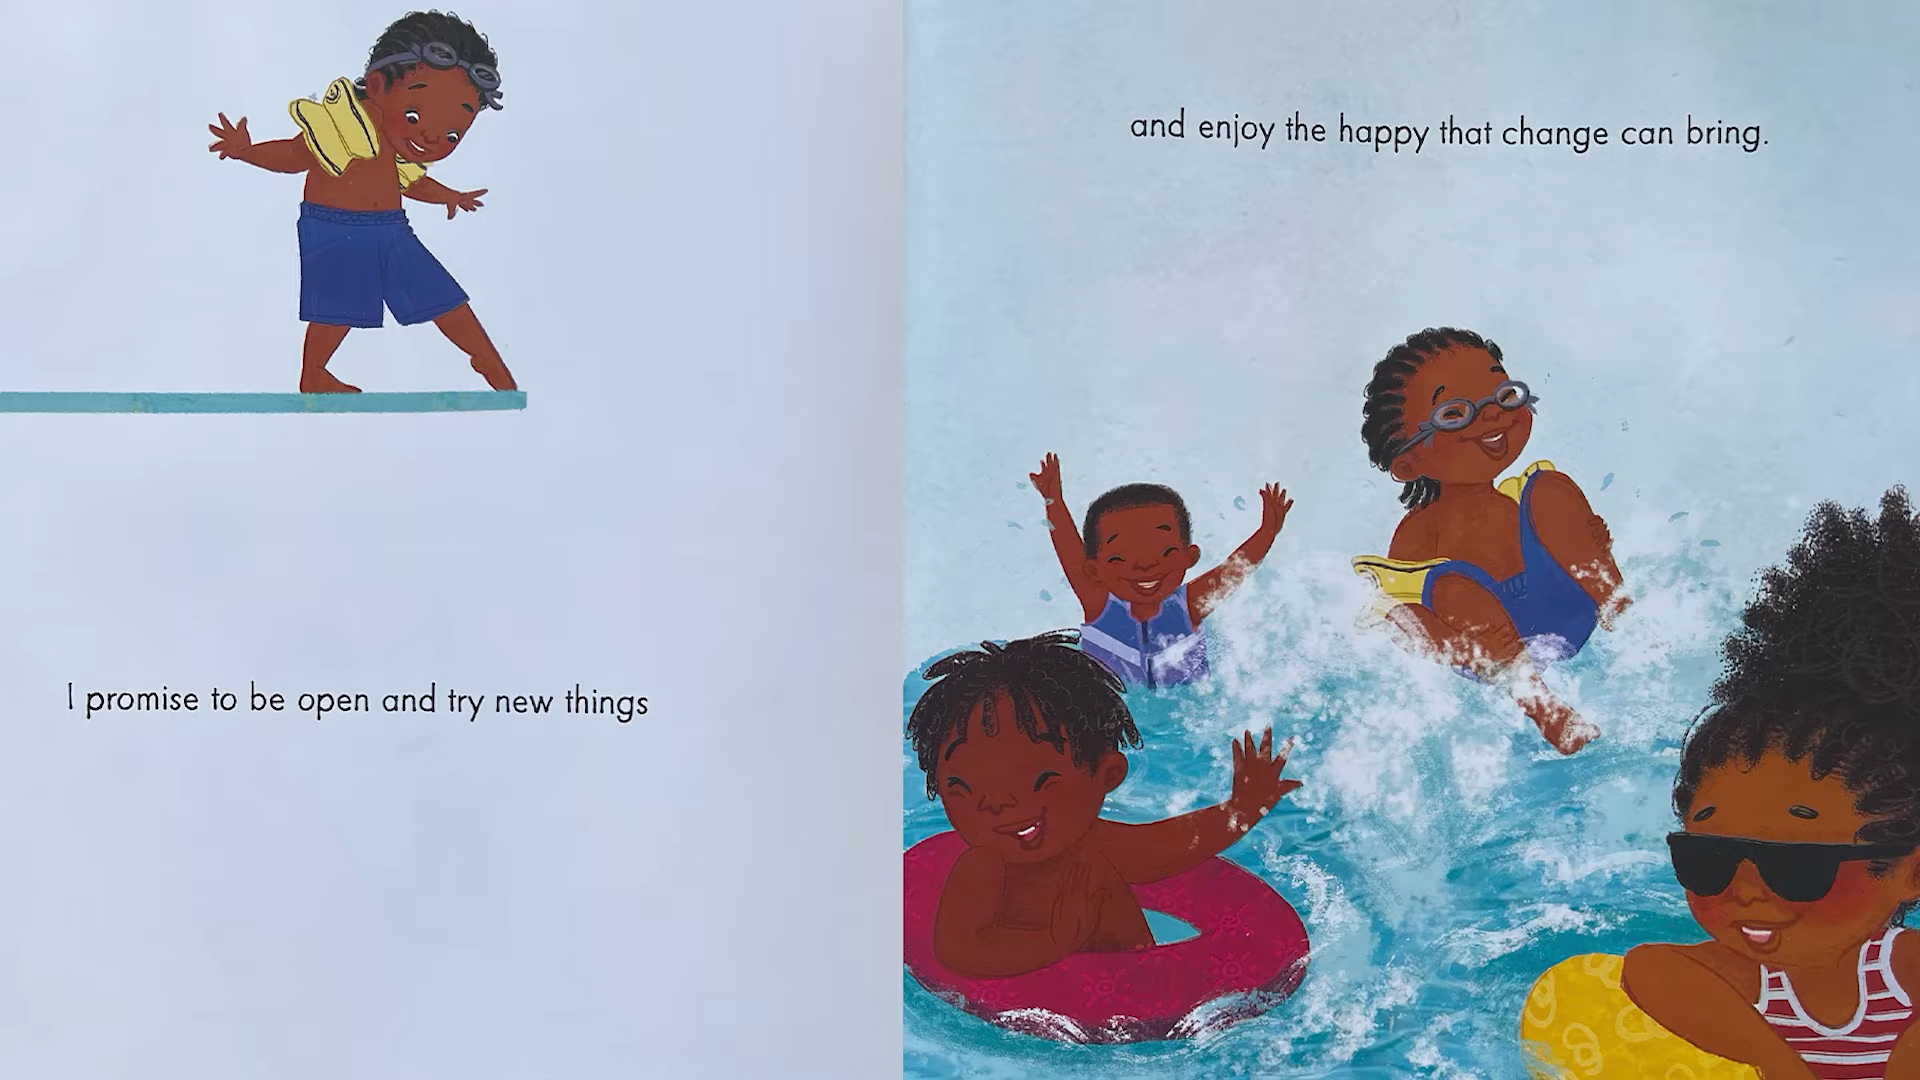 I promise to be open and try new things
and enjoy the happy that change can bring.